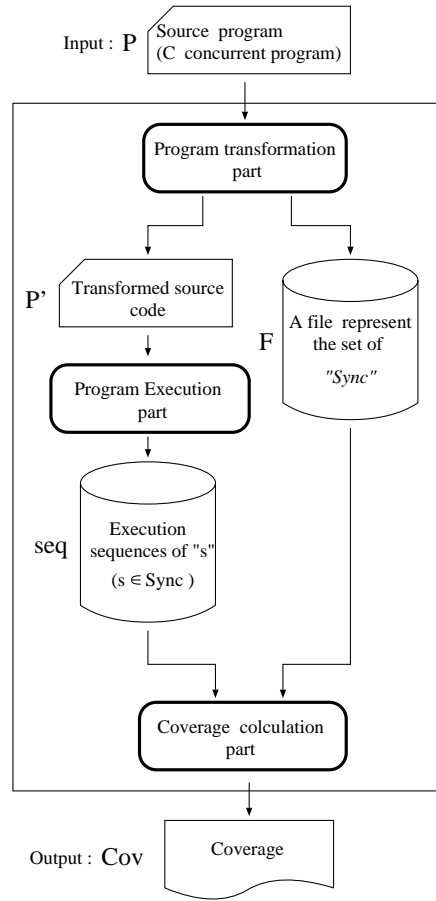 Input : P
Source program
(C concurrent program)
Program transformation
part
P'
Transformed source
code
F
A file represent
the set of
"Sync"
Program Execution
part
seq
Execution
sequences of "s"
(s ∈ Sync )
Coverage colculation
part
Output : Cov
Coverage